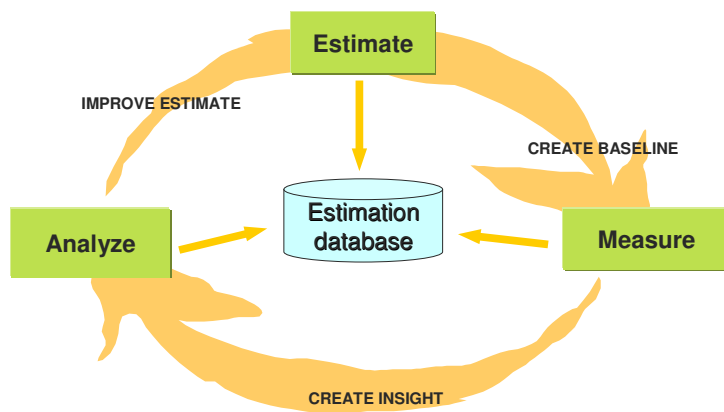 Estimate
IMPROVE ESTIMATE
CREATE BASELINE
Estimation
database
Analyze
Measure
CREATE INSIGHT